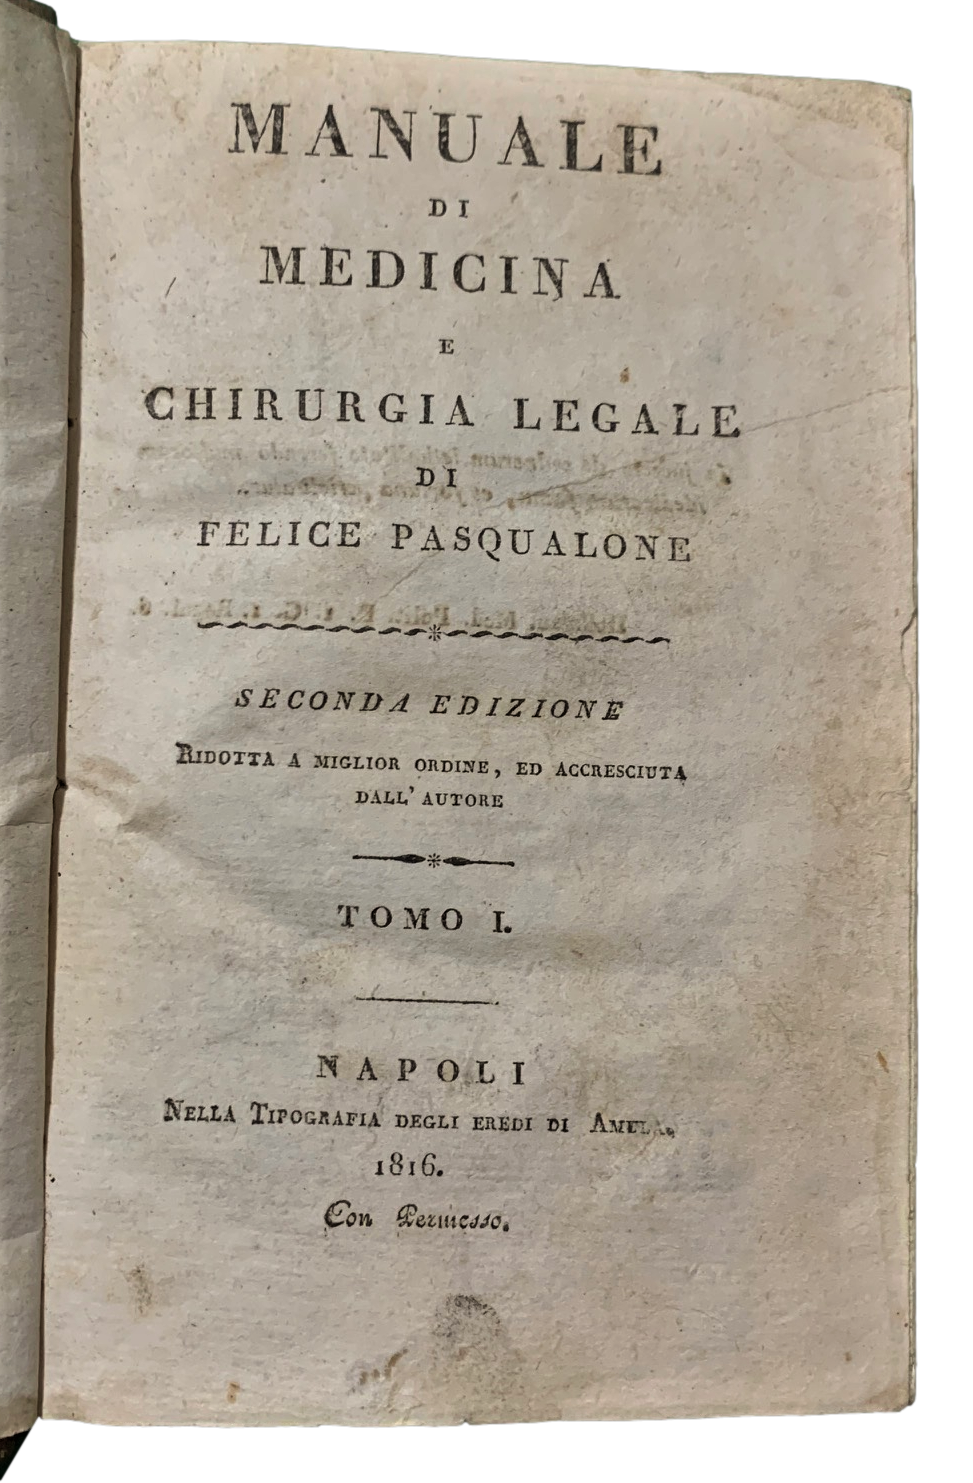 MANUALE
DI
MEDICINA
E
CHIRURGIA LEGALE
DI
FELICE PASQUALONE
SECONDA EDIZIONE
RIDOTTA A MIGLIOR ORDINE, ED ACCRESCIUTA
DALL' AUTORE
TOMO I.
NAPOLI
NELLA TIPOGRAFIA DEGLI EREDI DI
1816.
Con Permesso.